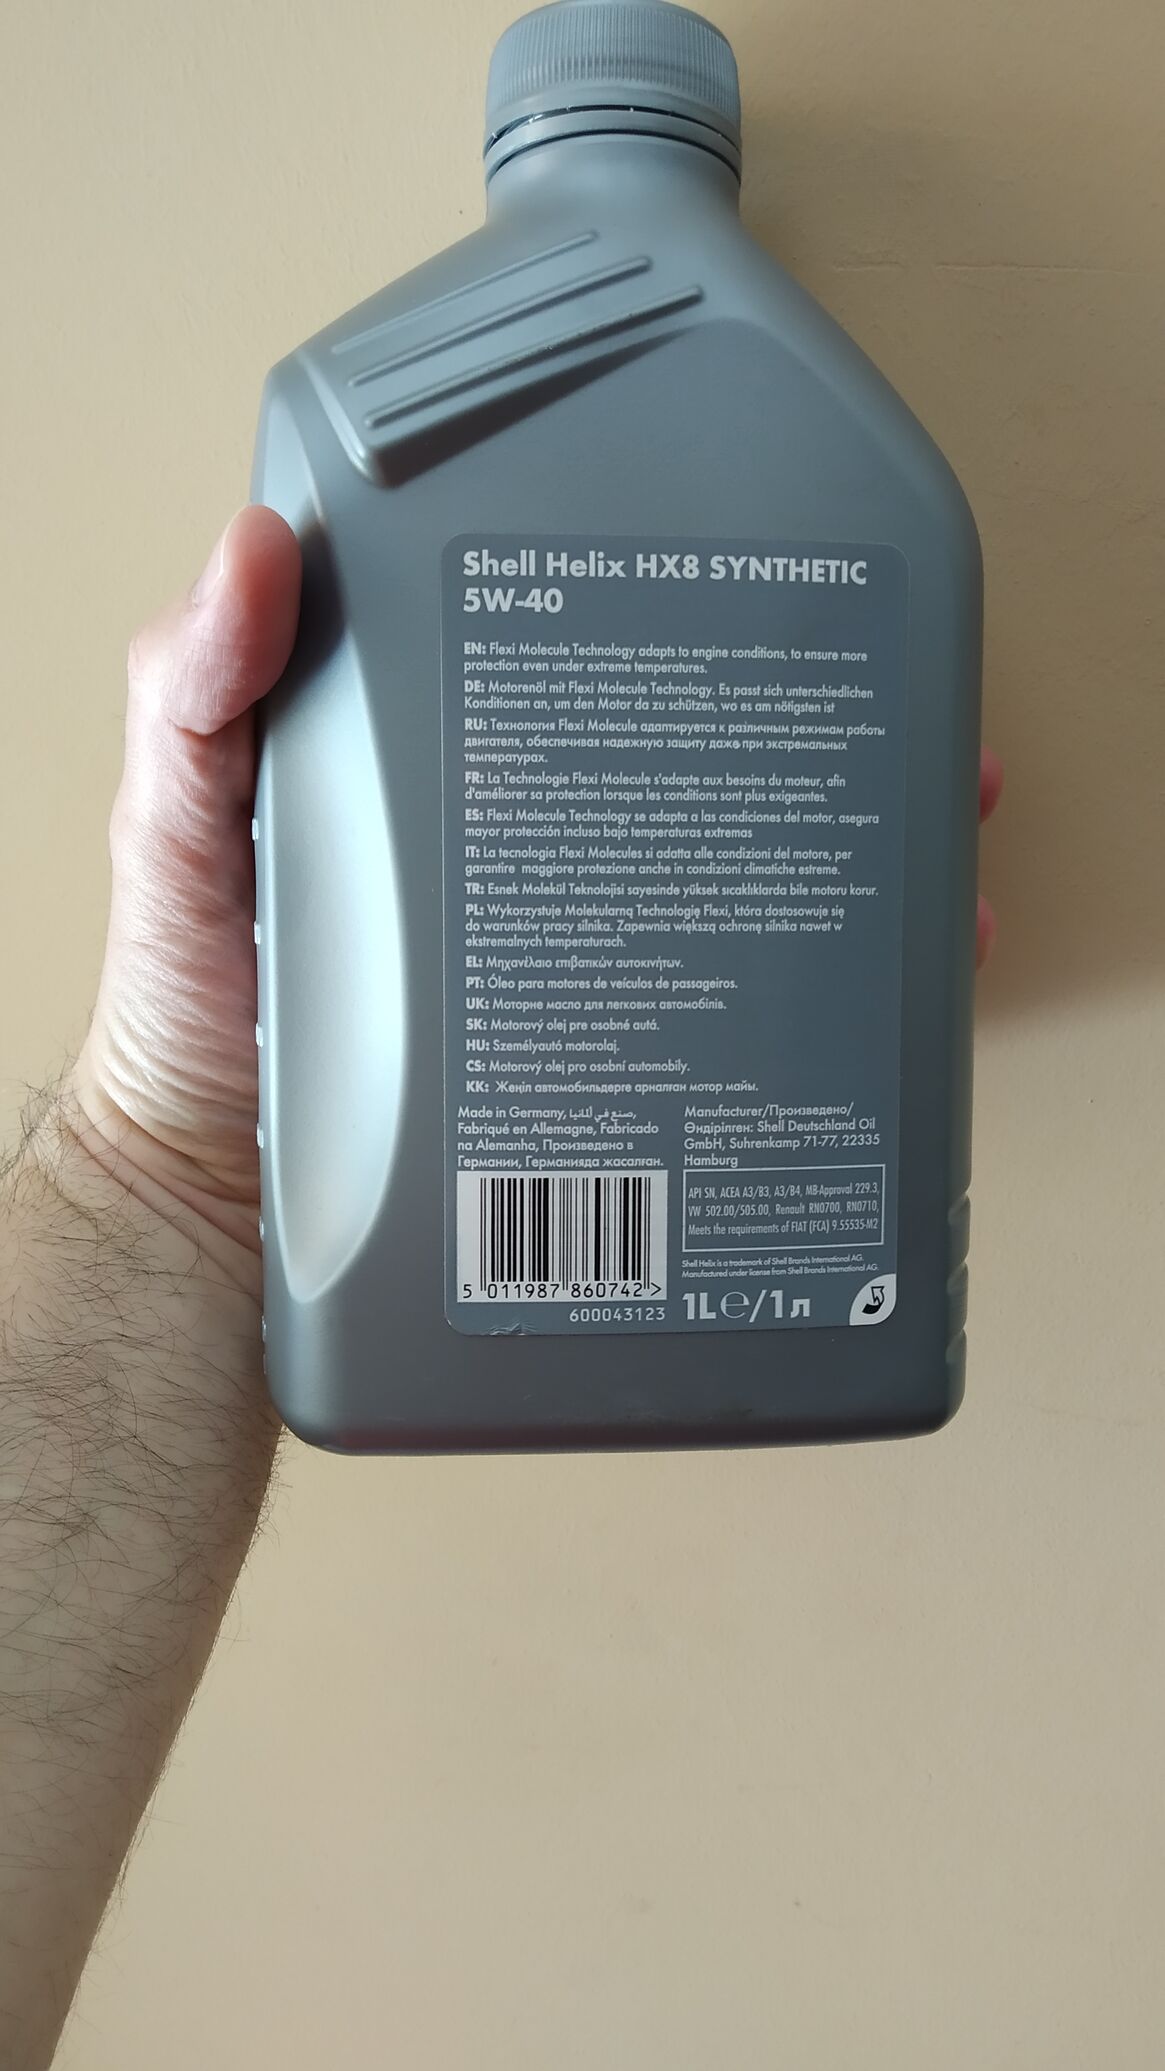 Shell Helix HX8 SYNTHETIC
5W-40
EN: Flexi Molecule Technology adapts to engine conditions, to ensure more
protection even under extreme temperatures.
DE: Motorenöl mit Flexi Molecule Technology. Es passt sich unterschiedlichen
Konditionen an, um den Motor da zu schützen, wo es am nötigsten ist
RU: Технология Flexi Molecule адаптируется к различным режимам работы
двигателя, обеспечивая надежную защиту даже при экстремальных
температурах.
FR: La Technologie Flexi Molecule s'adapte aux besoins du moteur, afin
d'améliorer sa protection lorsque les conditions sont plus exigeantes.
ES: Flexi Molecule Technology se adapta a las condiciones del motor, asegura
mayor protección incluso bajo temperaturas extremas
IT: La tecnologia Flexi Molecules si adatta alle condizioni del motore, per
garantire maggiore protezione anche in condizioni climatiche estreme.
TR: Esnek Molekül Teknolojisi sayesinde yüksek sıcaklıklarda bile motoru korur.
PL: Wykorzystuje Molekularną Technologię Flexi, która dostosowuje się
do warunków pracy silnika. Zapewnia większą ochronę silnika nawet w
ekstremalnych temperaturach.
EL: Μηχανέλαιο επιβατικών αυτοκινήτων.
PT: Óleo para motores de veículos de passageiros.
UK: Моторне масло для легкових автомобілів.
SK: Motorový olej pre osobné autá.
HU: Személyautó motorolaj.
CS: Motorový olej pro osobní automobily.
KK: Жеңіл автомобильдерге арналған мотор майы.
Made in Germany, صنع في ألمانيا,
Fabriqué en Allemagne, Fabricado
na Alemanha, Произведено в
Германии, Германияда жасалған.
Manufacturer/Произведено/
Өндірілген: Shell Deutschland Oil
GmbH, Suhrenkamp 71-77, 22335
Hamburg
API SN, ACEA A3/B3, A3/B4, MB-Approval 229.3,
VW 502.00/505.00, Renault RN0700, RN0710,
Meets the requirements of FIAT (FCA) 9.55535-M2
Shell Helix is a trademark of Shell Brands International AG.
Manufactured under license from Shell Brands International AG.
5 011987 860742 >
600043123
1L℮/1л